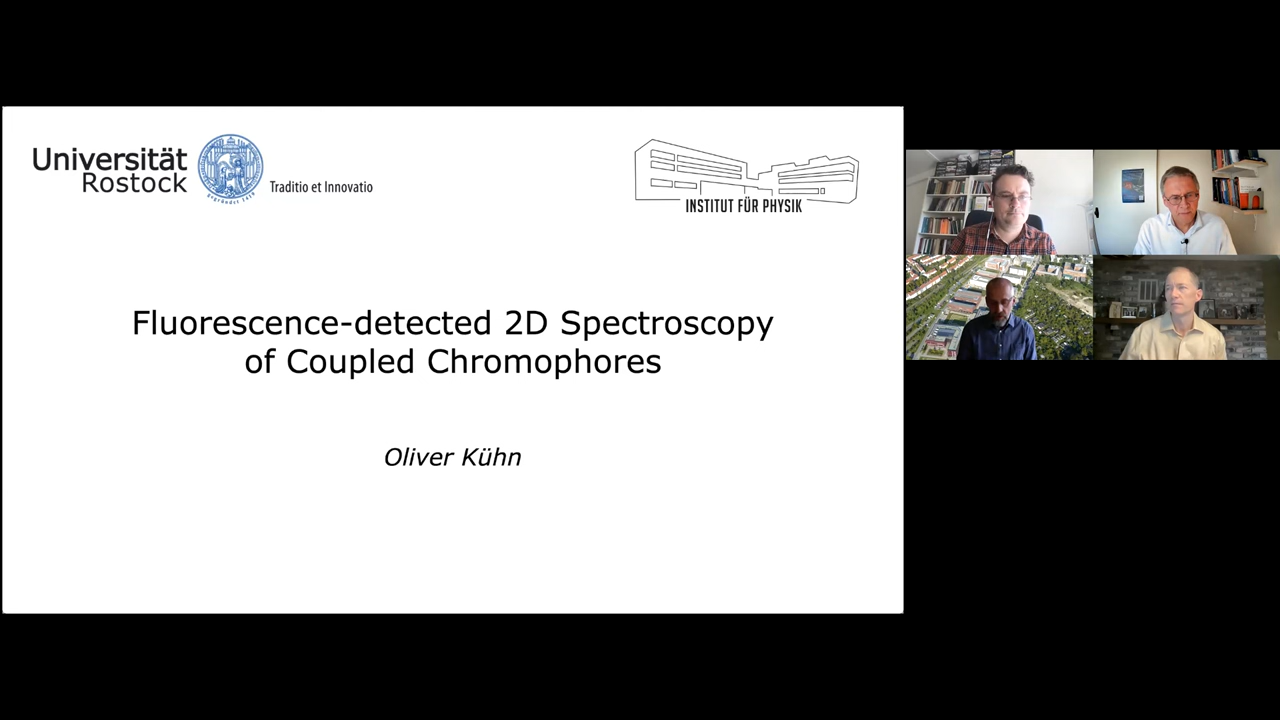 Universität
Rostock
Traditio et Innovatio
INSTITUT FÜR PHYSIK
Fluorescence-detected 2D Spectroscopy
of Coupled Chromophores
Oliver Kühn